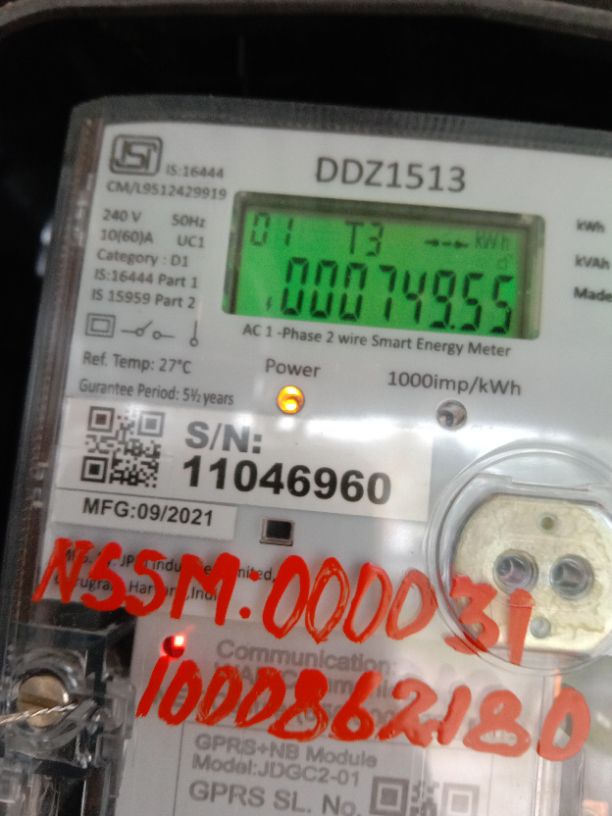 JSI IS:16444
CM/L9512429919
DDZ1513
240 V 50Hz
10(60)A UC1
Category : D1
IS:16444 Part 1
IS 15959 Part 2
01 T3 kWh
000749.55
kWh
kVAh
Made
AC 1 -Phase 2 wire Smart Energy Meter
Ref. Temp: 27°C
Gurantee Period: 5½ years
Power
1000imp/kWh
S/N:
11046960
MFG:09/2021
NSSM.000031
1000862180
Communication
GPRS+NB Module
Model:JDGC2-01
GPRS SL. No.